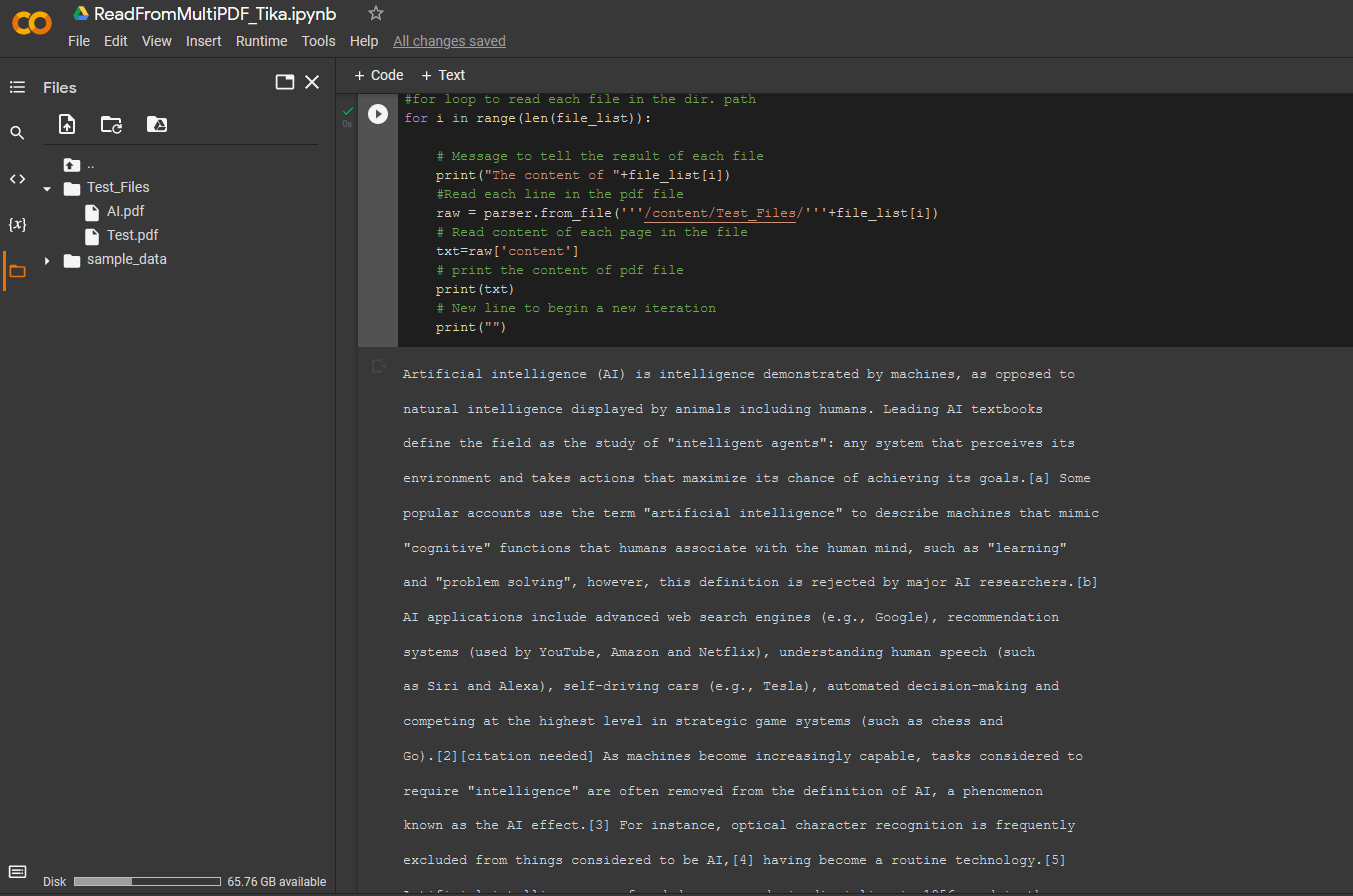 ReadFromMultiPDF_Tika.ipynb
File Edit View Insert Runtime Tools Help All changes saved
Files
+ Code + Text
..
Test_Files
AI.pdf
Test.pdf
sample_data
{x}
Disk 65.76 GB available
0s
#for loop to read each file in the dir. path
for i in range(len(file_list)):
# Message to tell the result of each file
print("The content of "+file_list[i])
#Read each line in the pdf file
raw = parser.from_file('''/content/Test_Files/'''+file_list[i])
# Read content of each page in the file
txt=raw['content']
# print the content of pdf file
print(txt)
# New line to begin a new iteration
print("")
Artificial intelligence (AI) is intelligence demonstrated by machines, as opposed to
natural intelligence displayed by animals including humans. Leading AI textbooks
define the field as the study of "intelligent agents": any system that perceives its
environment and takes actions that maximize its chance of achieving its goals.[a] Some
popular accounts use the term "artificial intelligence" to describe machines that mimic
"cognitive" functions that humans associate with the human mind, such as "learning"
and "problem solving", however, this definition is rejected by major AI researchers.[b]
AI applications include advanced web search engines (e.g., Google), recommendation
systems (used by YouTube, Amazon and Netflix), understanding human speech (such
as Siri and Alexa), self-driving cars (e.g., Tesla), automated decision-making and
competing at the highest level in strategic game systems (such as chess and
Go).[2][citation needed] As machines become increasingly capable, tasks considered to
require "intelligence" are often removed from the definition of AI, a phenomenon
known as the AI effect.[3] For instance, optical character recognition is frequently
excluded from things considered to be AI,[4] having become a routine technology.[5]